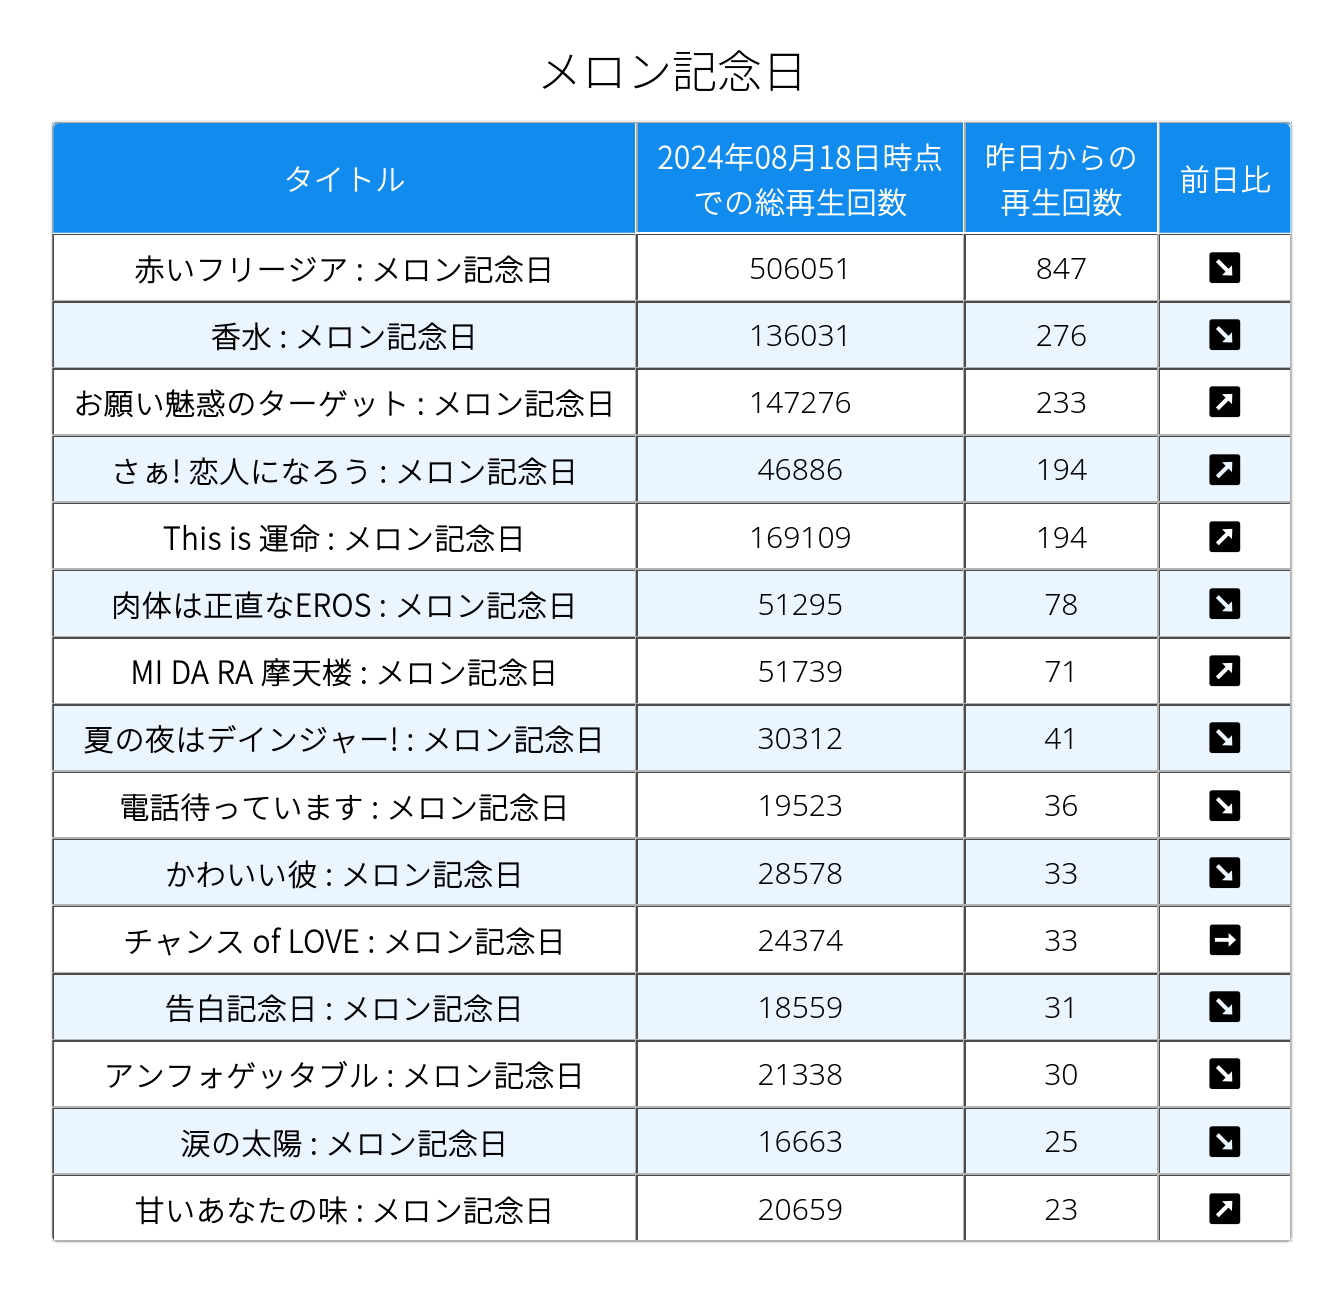 メロン記念日
タイトル
2024年08月18日時点
での総再生回数
昨日からの
再生回数
前日比
赤いフリージア : メロン記念日 506051 847 ↘
香水 : メロン記念日 136031 276 ↘
お願い魅惑のターゲット : メロン記念日 147276 233 ↗
さぁ! 恋人になろう : メロン記念日 46886 194 ↗
This is 運命 : メロン記念日 169109 194 ↗
肉体は正直なEROS : メロン記念日 51295 78 ↘
MI DA RA 摩天楼 : メロン記念日 51739 71 ↗
夏の夜はデインジャー! : メロン記念日 30312 41 ↘
電話待っています : メロン記念日 19523 36 ↘
かわいい彼 : メロン記念日 28578 33 ↘
チャンス of LOVE : メロン記念日 24374 33 →
告白記念日 : メロン記念日 18559 31 ↘
アンフォゲッタブル : メロン記念日 21338 30 ↘
涙の太陽 : メロン記念日 16663 25 ↘
甘いあなたの味 : メロン記念日 20659 23 ↗